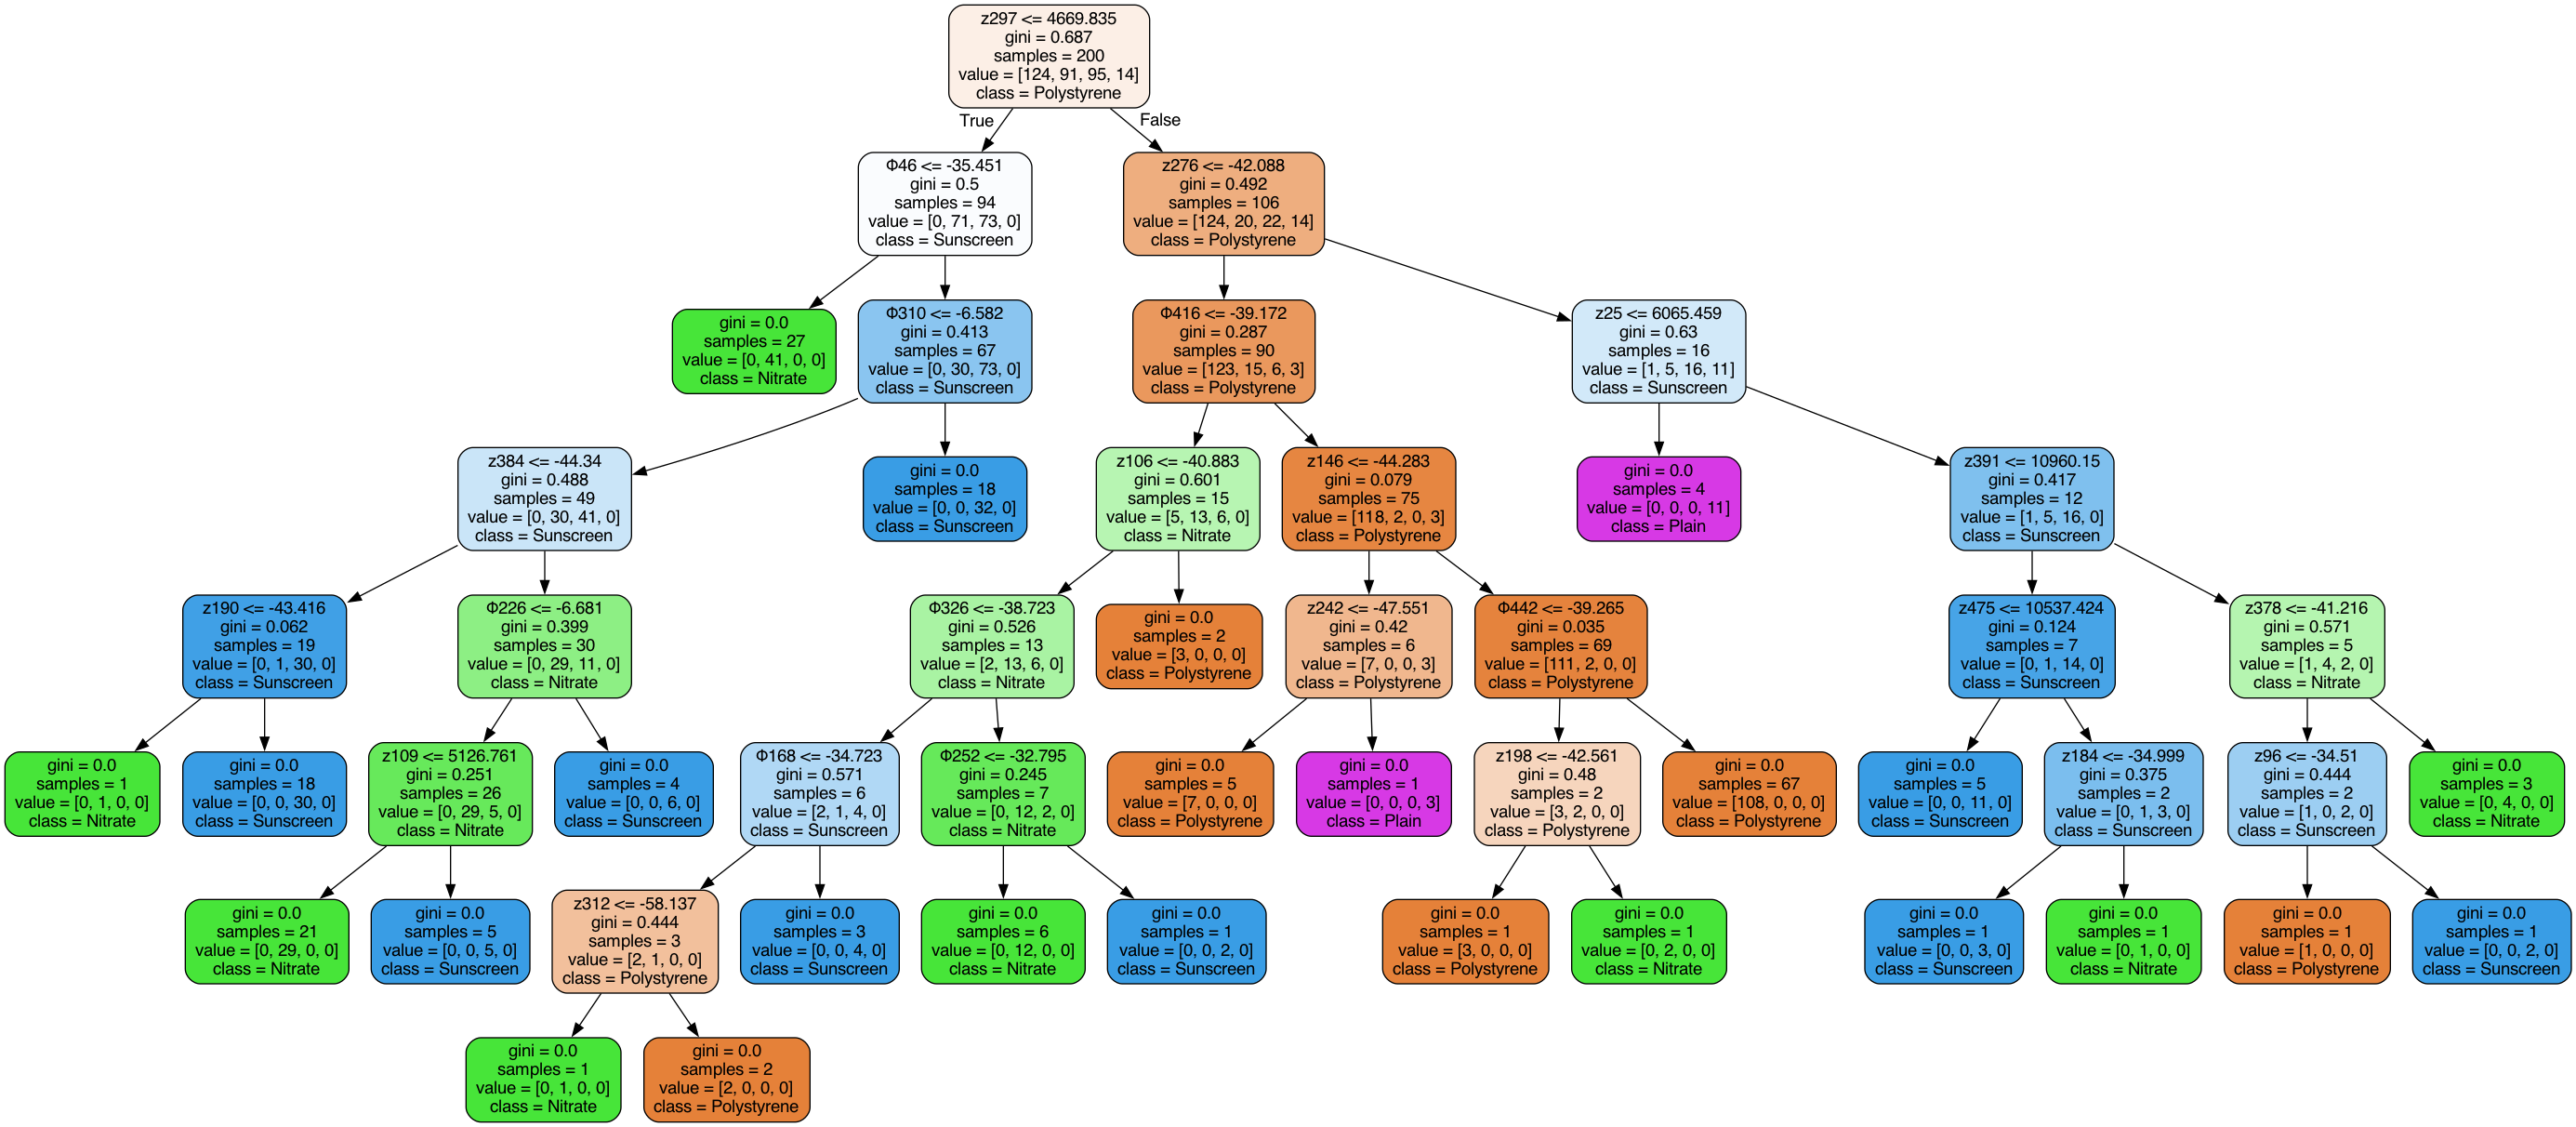 z297 <= 4669.835
gini = 0.687
samples = 200
value = [124, 91, 95, 14]
class = Polystyrene
True
False
Φ46 <= -35.451
gini = 0.5
samples = 94
value = [0, 71, 73, 0]
class = Sunscreen
z276 <= -42.088
gini = 0.492
samples = 106
value = [124, 20, 22, 14]
class = Polystyrene
gini = 0.0
samples = 27
value = [0, 41, 0, 0]
class = Nitrate
Φ310 <= -6.582
gini = 0.413
samples = 67
value = [0, 30, 73, 0]
class = Sunscreen
Φ416 <= -39.172
gini = 0.287
samples = 90
value = [123, 15, 6, 3]
class = Polystyrene
z25 <= 6065.459
gini = 0.63
samples = 16
value = [1, 5, 16, 11]
class = Sunscreen
z384 <= -44.34
gini = 0.488
samples = 49
value = [0, 30, 41, 0]
class = Sunscreen
gini = 0.0
samples = 18
value = [0, 0, 32, 0]
class = Sunscreen
z106 <= -40.883
gini = 0.601
samples = 15
value = [5, 13, 6, 0]
class = Nitrate
z146 <= -44.283
gini = 0.079
samples = 75
value = [118, 2, 0, 3]
class = Polystyrene
gini = 0.0
samples = 4
value = [0, 0, 0, 11]
class = Plain
z391 <= 10960.15
gini = 0.417
samples = 12
value = [1, 5, 16, 0]
class = Sunscreen
z190 <= -43.416
gini = 0.062
samples = 19
value = [0, 1, 30, 0]
class = Sunscreen
Φ226 <= -6.681
gini = 0.399
samples = 30
value = [0, 29, 11, 0]
class = Nitrate
Φ326 <= -38.723
gini = 0.526
samples = 13
value = [2, 13, 6, 0]
class = Nitrate
gini = 0.0
samples = 2
value = [3, 0, 0, 0]
class = Polystyrene
z242 <= -47.551
gini = 0.42
samples = 6
value = [7, 0, 0, 3]
class = Polystyrene
Φ442 <= -39.265
gini = 0.035
samples = 69
value = [111, 2, 0, 0]
class = Polystyrene
z475 <= 10537.424
gini = 0.124
samples = 7
value = [0, 1, 14, 0]
class = Sunscreen
z378 <= -41.216
gini = 0.571
samples = 5
value = [1, 4, 2, 0]
class = Nitrate
gini = 0.0
samples = 1
value = [0, 1, 0, 0]
class = Nitrate
gini = 0.0
samples = 18
value = [0, 0, 30, 0]
class = Sunscreen
z109 <= 5126.761
gini = 0.251
samples = 26
value = [0, 29, 5, 0]
class = Nitrate
gini = 0.0
samples = 4
value = [0, 0, 6, 0]
class = Sunscreen
Φ168 <= -34.723
gini = 0.571
samples = 6
value = [2, 1, 4, 0]
class = Sunscreen
Φ252 <= -32.795
gini = 0.245
samples = 7
value = [0, 12, 2, 0]
class = Nitrate
gini = 0.0
samples = 5
value = [7, 0, 0, 0]
class = Polystyrene
gini = 0.0
samples = 1
value = [0, 0, 0, 3]
class = Plain
z198 <= -42.561
gini = 0.48
samples = 2
value = [3, 2, 0, 0]
class = Polystyrene
gini = 0.0
samples = 67
value = [108, 0, 0, 0]
class = Polystyrene
gini = 0.0
samples = 5
value = [0, 0, 11, 0]
class = Sunscreen
z184 <= -34.999
gini = 0.375
samples = 2
value = [0, 1, 3, 0]
class = Sunscreen
z96 <= -34.51
gini = 0.444
samples = 2
value = [1, 0, 2, 0]
class = Sunscreen
gini = 0.0
samples = 3
value = [0, 4, 0, 0]
class = Nitrate
gini = 0.0
samples = 21
value = [0, 29, 0, 0]
class = Nitrate
gini = 0.0
samples = 5
value = [0, 0, 5, 0]
class = Sunscreen
z312 <= -58.137
gini = 0.444
samples = 3
value = [2, 1, 0, 0]
class = Polystyrene
gini = 0.0
samples = 3
value = [0, 0, 4, 0]
class = Sunscreen
gini = 0.0
samples = 6
value = [0, 12, 0, 0]
class = Nitrate
gini = 0.0
samples = 1
value = [0, 0, 2, 0]
class = Sunscreen
gini = 0.0
samples = 1
value = [3, 0, 0, 0]
class = Polystyrene
gini = 0.0
samples = 1
value = [0, 2, 0, 0]
class = Nitrate
gini = 0.0
samples = 1
value = [0, 0, 3, 0]
class = Sunscreen
gini = 0.0
samples = 1
value = [0, 1, 0, 0]
class = Nitrate
gini = 0.0
samples = 1
value = [1, 0, 0, 0]
class = Polystyrene
gini = 0.0
samples = 1
value = [0, 0, 2, 0]
class = Sunscreen
gini = 0.0
samples = 1
value = [0, 1, 0, 0]
class = Nitrate
gini = 0.0
samples = 2
value = [2, 0, 0, 0]
class = Polystyrene